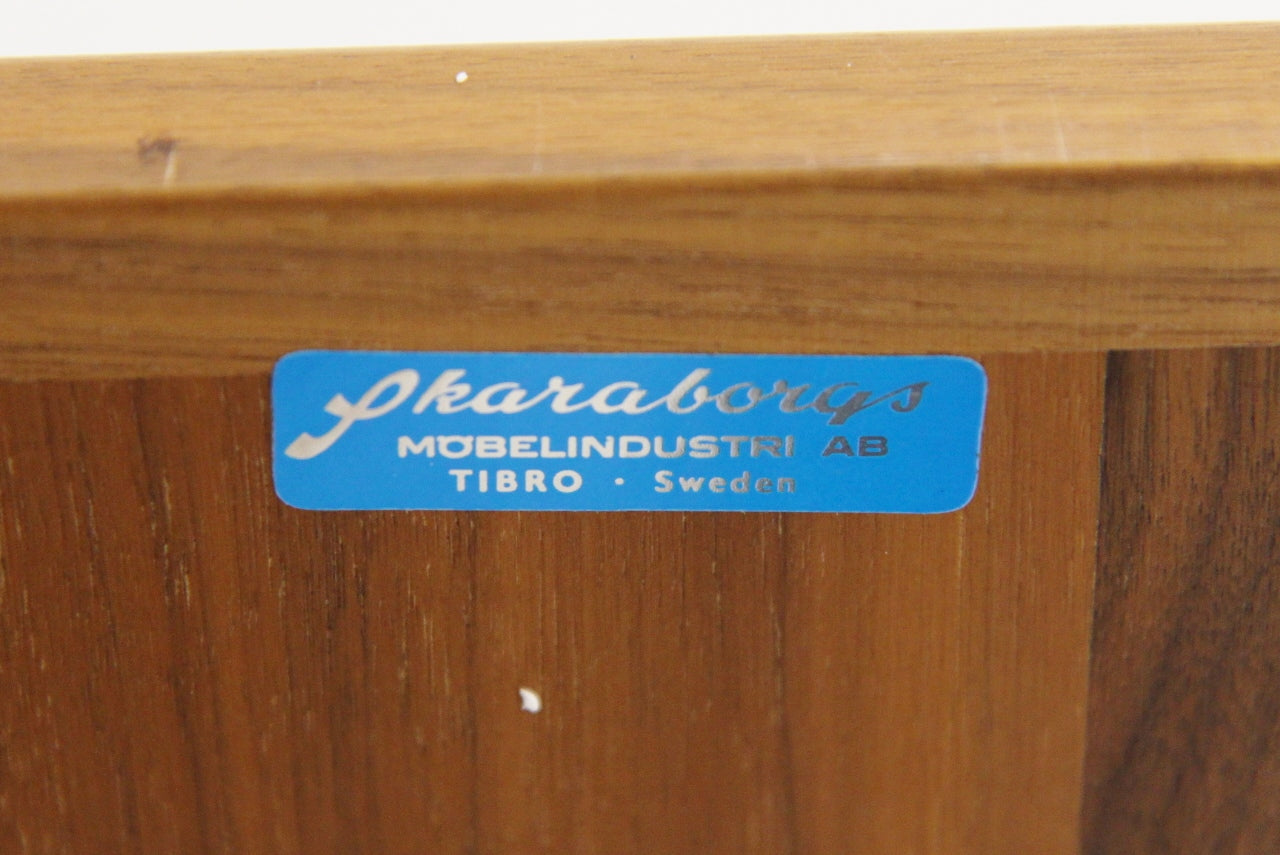 Skaraborgs
MÖBELINDUSTRI AB
TIBRO · Sweden